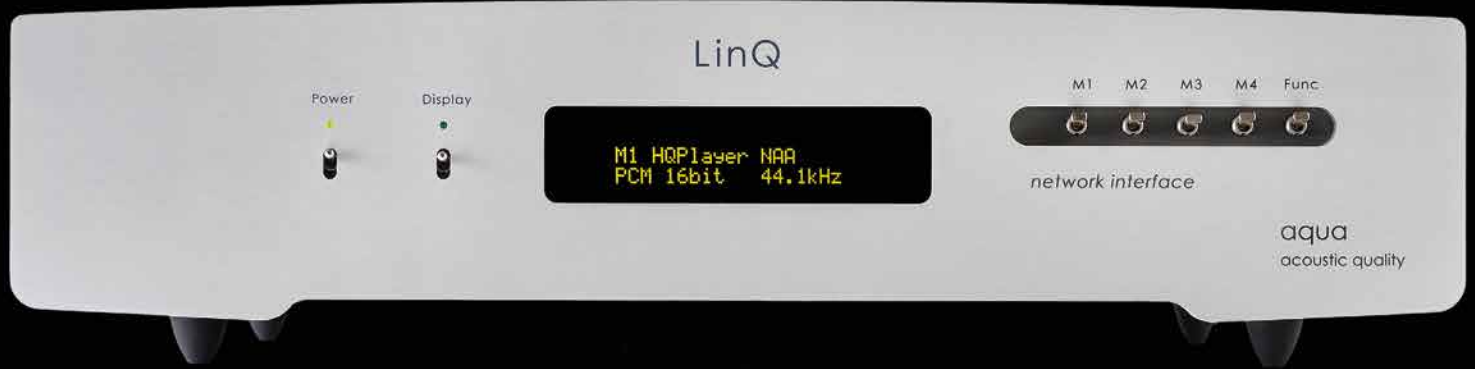 LinQ
Power
Display
M1 HQPlayer NAA
PCM 16bit 44.1kHz
M1 M2 M3 M4 Func
network interface
aqua
acoustic quality